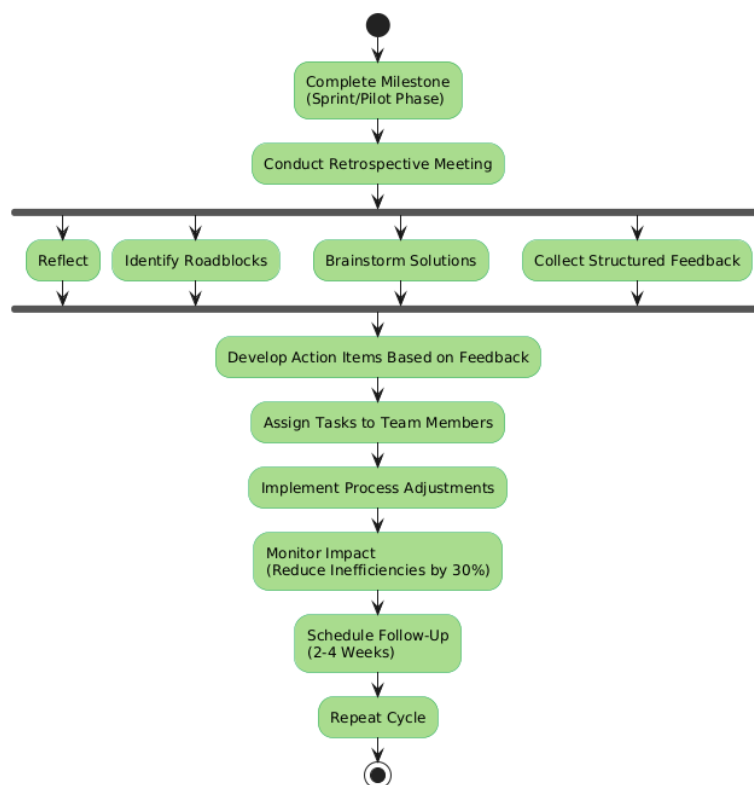 Complete Milestone
(Sprint/Pilot Phase)
Conduct Retrospective Meeting
Reflect
Identify Roadblocks
Brainstorm Solutions
Collect Structured Feedback
Develop Action Items Based on Feedback
Assign Tasks to Team Members
Implement Process Adjustments
Monitor Impact
(Reduce Inefficiencies by 30%)
Schedule Follow-Up
(2-4 Weeks)
Repeat Cycle